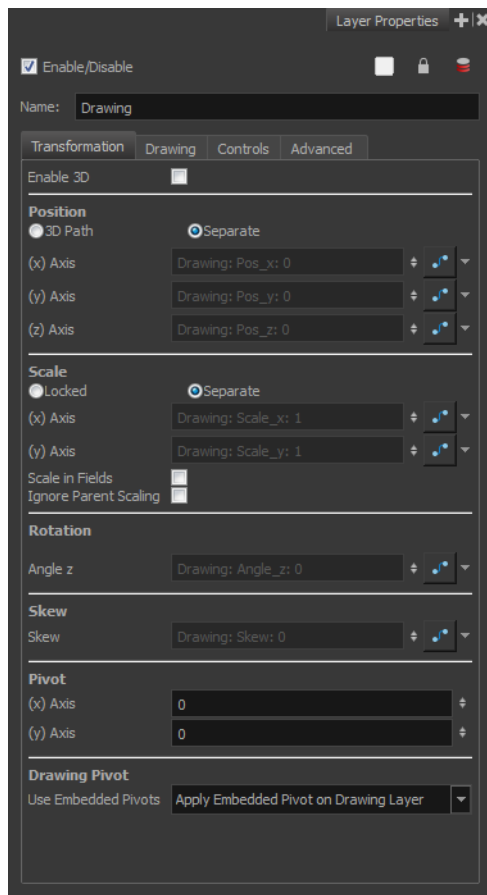 Layer Properties
Enable/Disable
Name: Drawing
Transformation Drawing Controls Advanced
Enable 3D
Position
3D Path Separate
(x) Axis Drawing: Pos_x: 0
(y) Axis Drawing: Pos_y: 0
(z) Axis Drawing: Pos_z: 0
Scale
Locked Separate
(x) Axis Drawing: Scale_x: 1
(y) Axis Drawing: Scale_y: 1
Scale in Fields
Ignore Parent Scaling
Rotation
Angle z Drawing: Angle_z: 0
Skew
Skew Drawing: Skew: 0
Pivot
(x) Axis 0
(y) Axis 0
Drawing Pivot
Use Embedded Pivots Apply Embedded Pivot on Drawing Layer